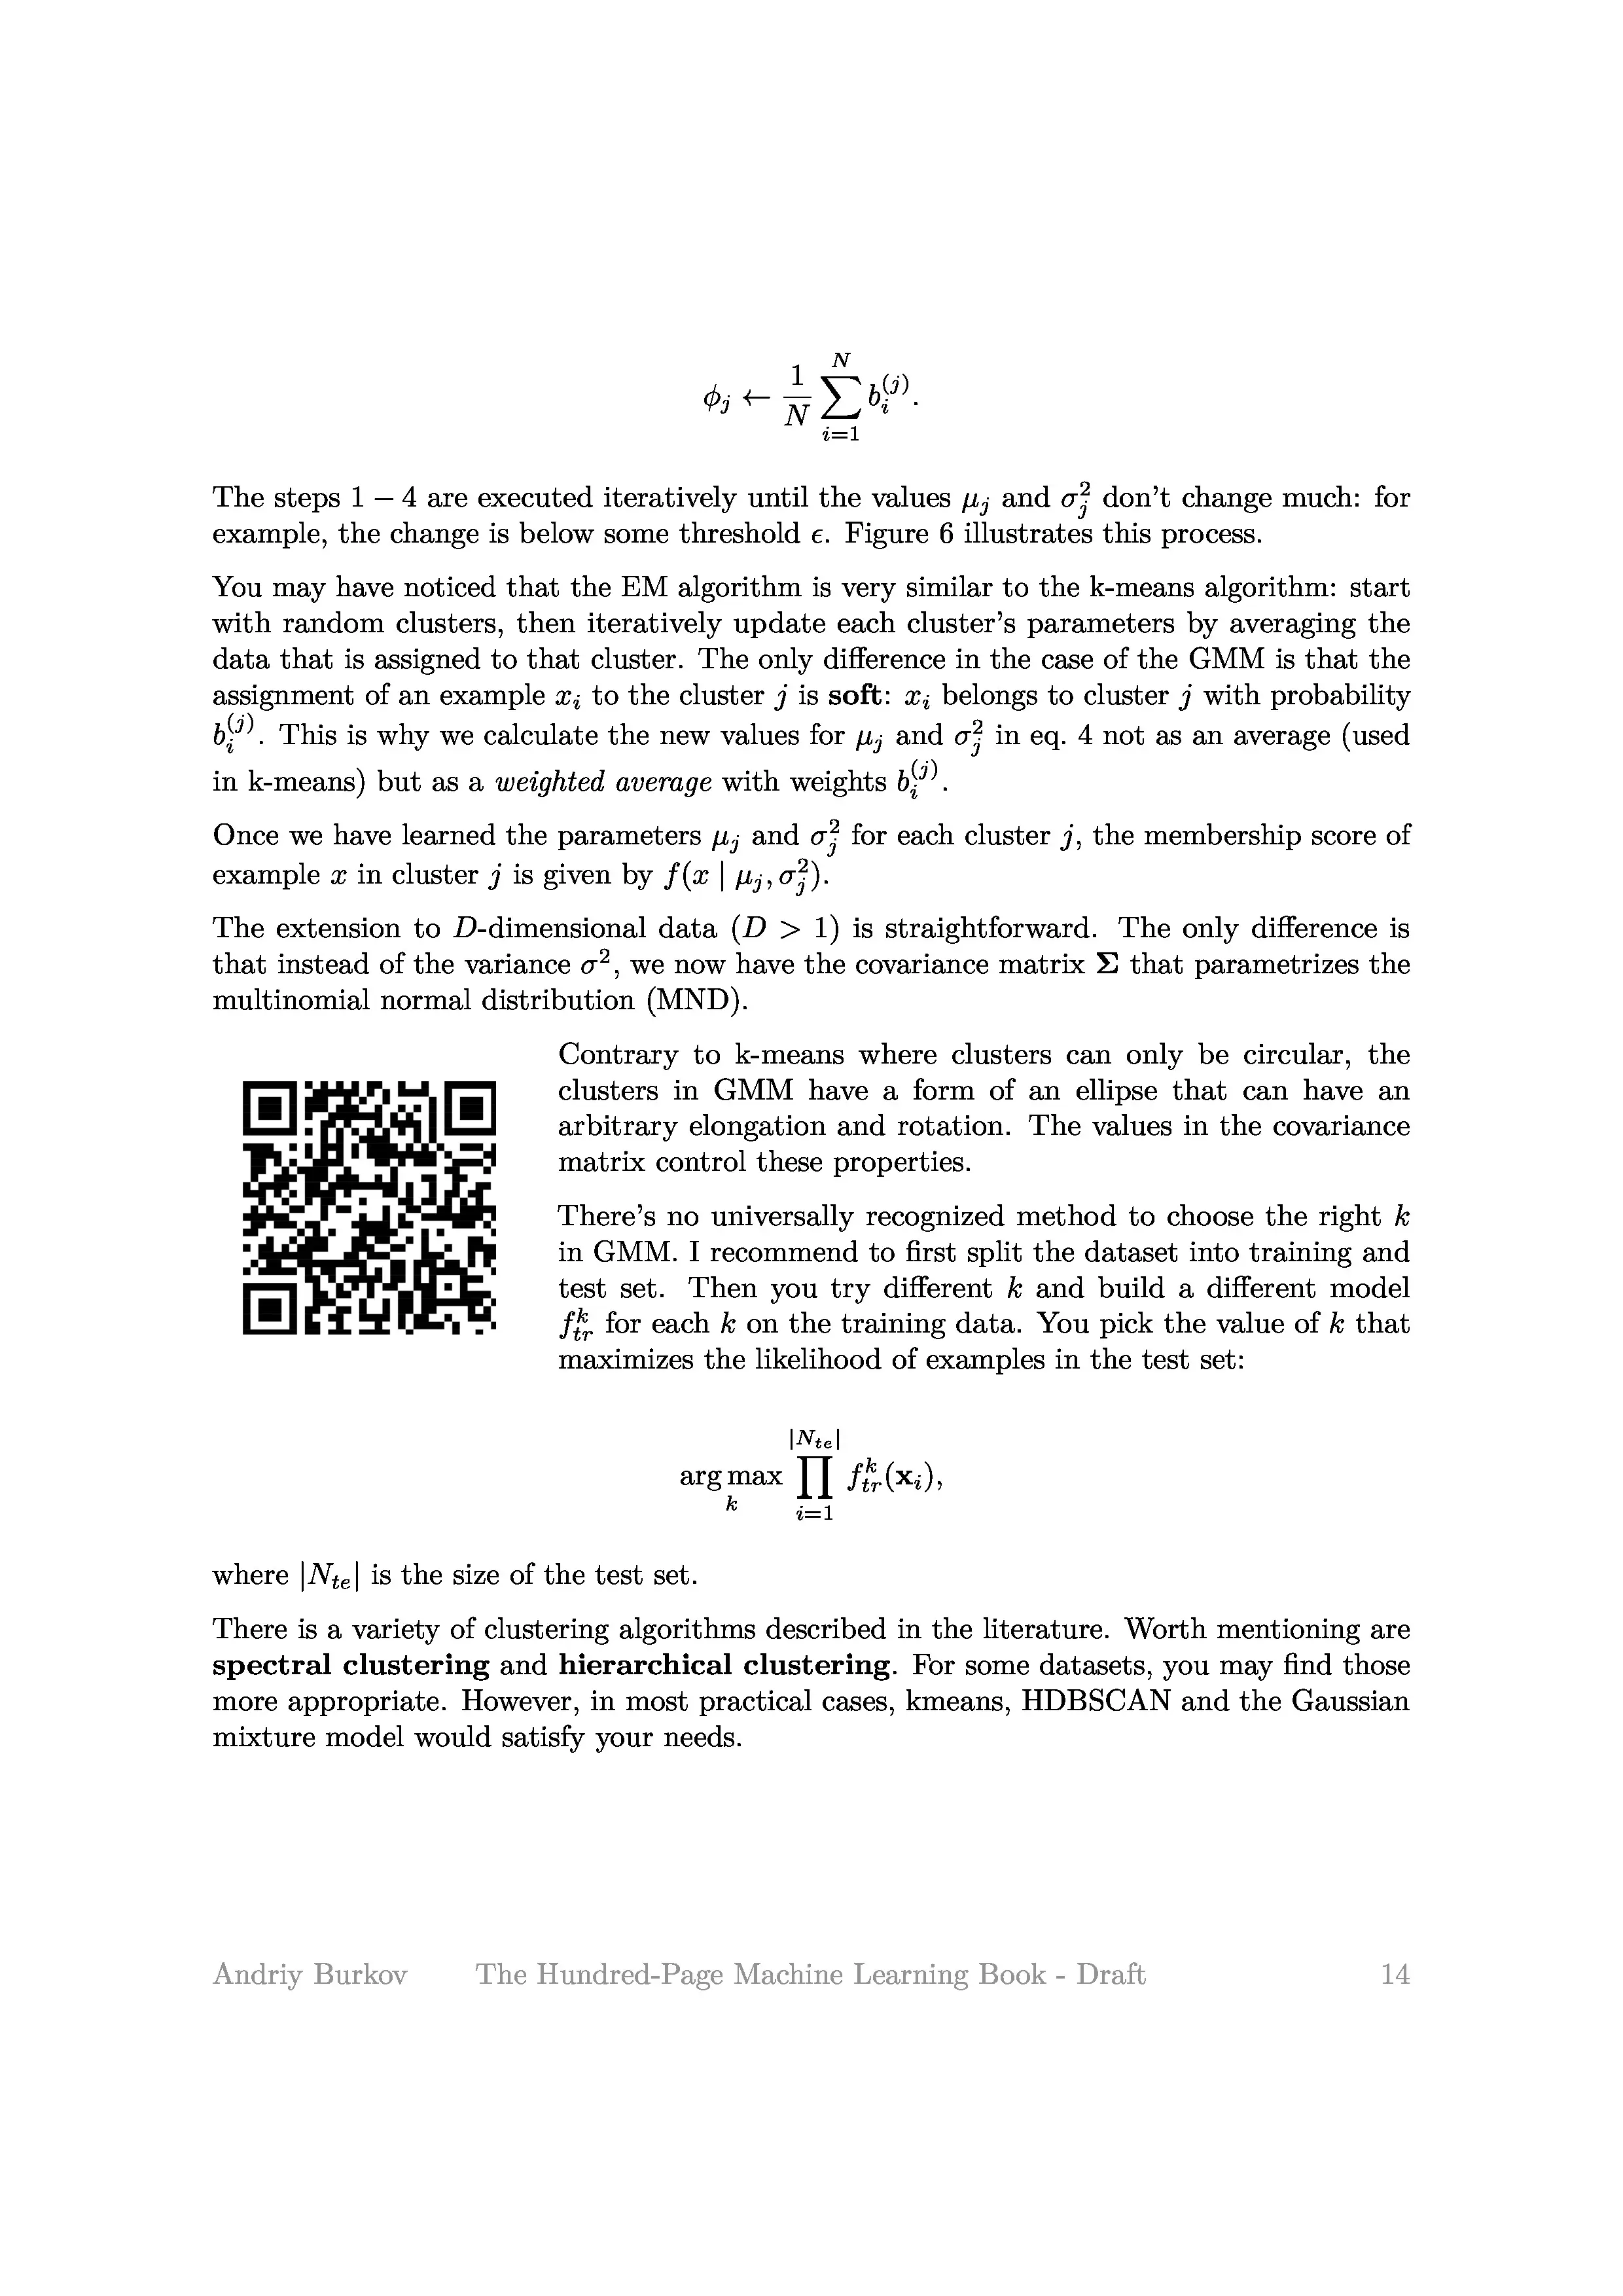 ϕ_j ← \frac{1}{N} \sum_{i=1}^{N} b_i^{(j)}.
The steps 1 – 4 are executed iteratively until the values μ_j and σ_j^2 don't change much: for
example, the change is below some threshold ϵ. Figure 6 illustrates this process.
You may have noticed that the EM algorithm is very similar to the k-means algorithm: start
with random clusters, then iteratively update each cluster's parameters by averaging the
data that is assigned to that cluster. The only difference in the case of the GMM is that the
assignment of an example x_i to the cluster j is soft: x_i belongs to cluster j with probability
b_i^{(j)}. This is why we calculate the new values for μ_j and σ_j^2 in eq. 4 not as an average (used
in k-means) but as a weighted average with weights b_i^{(j)}.
Once we have learned the parameters μ_j and σ_j^2 for each cluster j, the membership score of
example x in cluster j is given by f(x | μ_j, σ_j^2).
The extension to D-dimensional data (D > 1) is straightforward. The only difference is
that instead of the variance σ^2, we now have the covariance matrix Σ that parametrizes the
multinomial normal distribution (MND).
Contrary to k-means where clusters can only be circular, the
clusters in GMM have a form of an ellipse that can have an
arbitrary elongation and rotation. The values in the covariance
matrix control these properties.
There's no universally recognized method to choose the right k
in GMM. I recommend to first split the dataset into training and
test set. Then you try different k and build a different model
f_{tr}^k for each k on the training data. You pick the value of k that
maximizes the likelihood of examples in the test set:
\arg\max_k \prod_{i=1}^{|N_{te}|} f_{tr}^k(x_i),
where |N_{te}| is the size of the test set.
There is a variety of clustering algorithms described in the literature. Worth mentioning are
spectral clustering and hierarchical clustering. For some datasets, you may find those
more appropriate. However, in most practical cases, kmeans, HDBSCAN and the Gaussian
mixture model would satisfy your needs.
Andriy Burkov The Hundred-Page Machine Learning Book - Draft 14